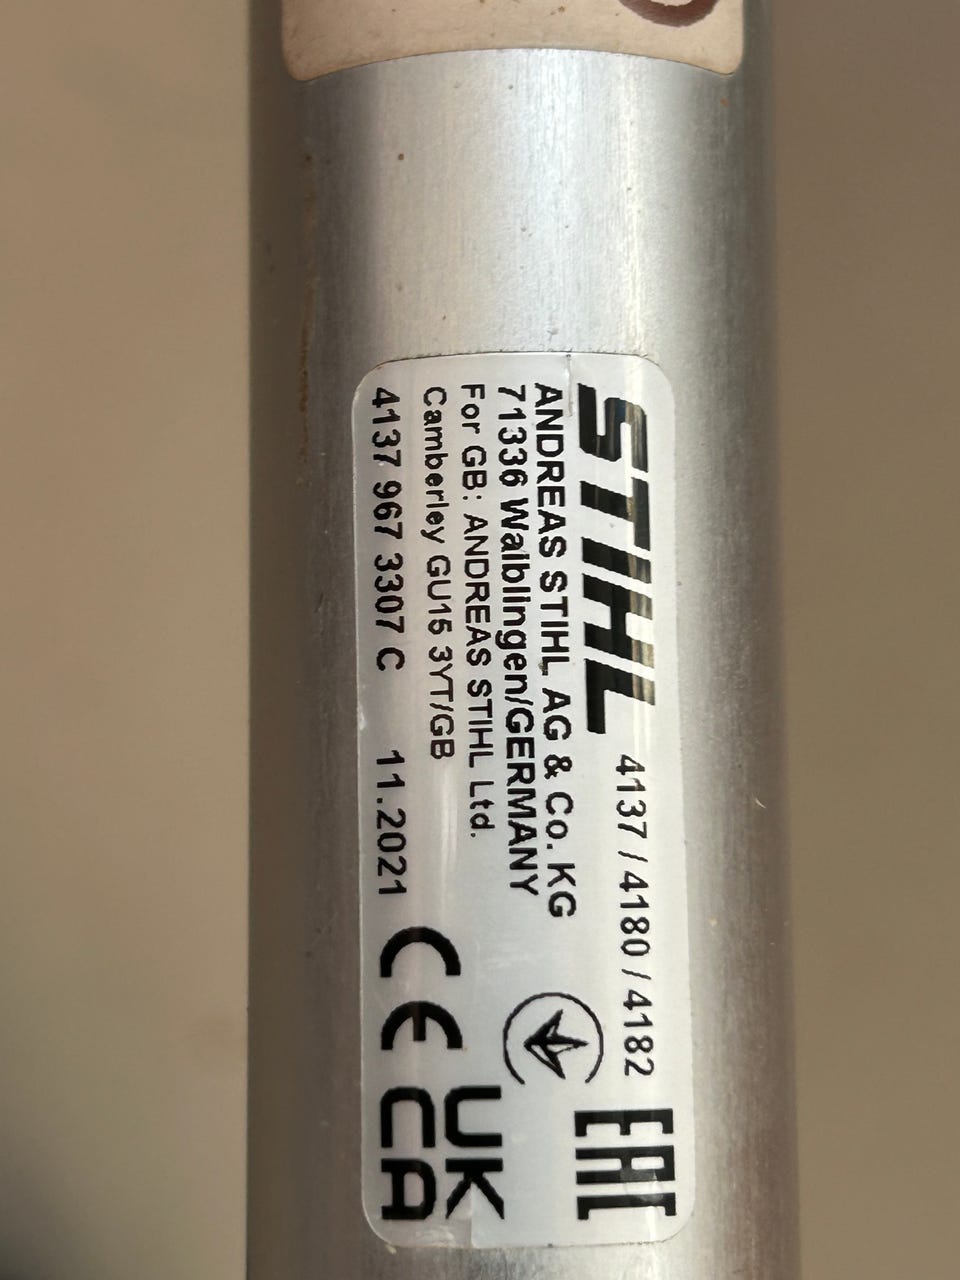 STIHL 4137 / 4180 / 4182
ANDREAS STIHL AG & Co. KG
71336 Waiblingen/GERMANY
For GB: ANDREAS STIHL Ltd.
Camberley GU15 3YT/GB
4137 967 3307 C 11.2021
CE
UK
CA
EAC